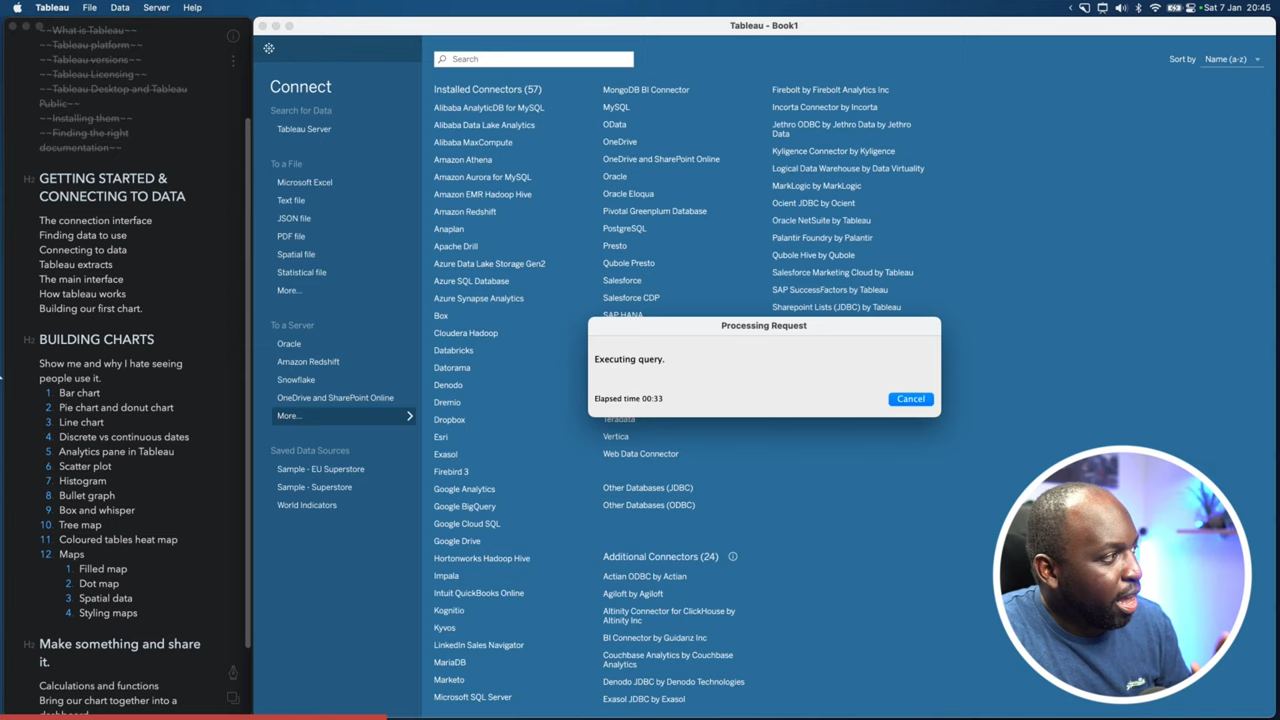 Tableau File Data Server Help
Sat 7 Jan 20:45
Tableau - Book1
~~What is Tableau~~
~~Tableau platform~~
~~Tableau versions~~
~~Tableau Licensing~~
~~Tableau Desktop and Tableau
Public~~
~~Installing them~~
~~Finding the right
documentation~~
H2 GETTING STARTED &
CONNECTING TO DATA
The connection interface
Finding data to use
Connecting to data
Tableau extracts
The main interface
How tableau works
Building our first chart.
H2 BUILDING CHARTS
Show me and why I hate seeing
people use it.
1. Bar chart
2. Pie chart and donut chart
3. Line chart
4. Discrete vs continuous dates
5. Analytics pane in Tableau
6. Scatter plot
7. Histogram
8. Bullet graph
9. Box and whisper
10. Tree map
11. Coloured tables heat map
12. Maps
1. Filled map
2. Dot map
3. Spatial data
4. Styling maps
H2 Make something and share
it.
Calculations and functions
Bring our chart together into a
dashboard
Connect
Search for Data
Tableau Server
To a File
Microsoft Excel
Text file
JSON file
PDF file
Spatial file
Statistical file
More...
To a Server
Oracle
Amazon Redshift
Snowflake
OneDrive and SharePoint Online
More...
Saved Data Sources
Sample - EU Superstore
Sample - Superstore
World Indicators
Search
Sort by Name (a-z)
Installed Connectors (57)
Alibaba AnalyticDB for MySQL
Alibaba Data Lake Analytics
Alibaba MaxCompute
Amazon Athena
Amazon Aurora for MySQL
Amazon EMR Hadoop Hive
Amazon Redshift
Anaplan
Apache Drill
Azure Data Lake Storage Gen2
Azure SQL Database
Azure Synapse Analytics
Box
Cloudera Hadoop
Databricks
Datorama
Denodo
Dremio
Dropbox
Esri
Exasol
Firebird 3
Google Analytics
Google BigQuery
Google Cloud SQL
Google Drive
Hortonworks Hadoop Hive
Impala
Intuit QuickBooks Online
Kognitio
Kyvos
LinkedIn Sales Navigator
MariaDB
Marketo
Microsoft SQL Server
MongoDB BI Connector
MySQL
OData
OneDrive
OneDrive and SharePoint Online
Oracle
Oracle Eloqua
Pivotal Greenplum Database
PostgreSQL
Presto
Qubole Presto
Salesforce
Salesforce CDP
SAP HANA
Teradata
Vertica
Web Data Connector
Other Databases (JDBC)
Other Databases (ODBC)
Additional Connectors (24)
Actian ODBC by Actian
Agiloft by Agiloft
Altinity Connector for ClickHouse by
Altinity Inc
BI Connector by Guidanz Inc
Couchbase Analytics by Couchbase
Analytics
Denodo JDBC by Denodo Technologies
Exasol JDBC by Exasol
Firebolt by Firebolt Analytics Inc
Incorta Connector by Incorta
Jethro ODBC by Jethro Data by Jethro
Data
Kyligence Connector by Kyligence
Logical Data Warehouse by Data Virtuality
MarkLogic by MarkLogic
Ocient JDBC by Ocient
Oracle NetSuite by Tableau
Palantir Foundry by Palantir
Qubole Hive by Qubole
Salesforce Marketing Cloud by Tableau
SAP SuccessFactors by Tableau
Sharepoint Lists (JDBC) by Tableau
Processing Request
Executing query.
Elapsed time 00:33
Cancel